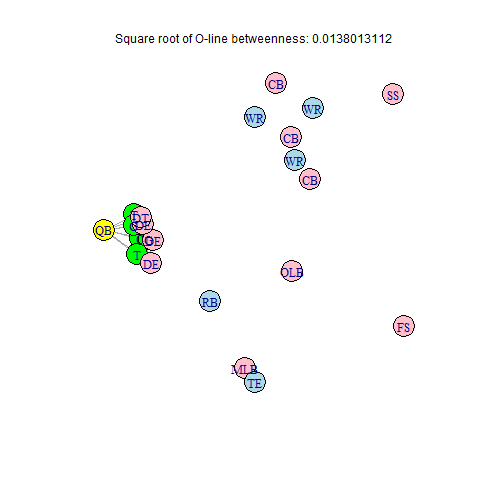 Square root of O-line betweenness: 0.0138013112
CB
SS
WR
WR
CB
WR
CB
DT
DE
QB
DE
T
DE
OLB
RB
FS
MLB
TE